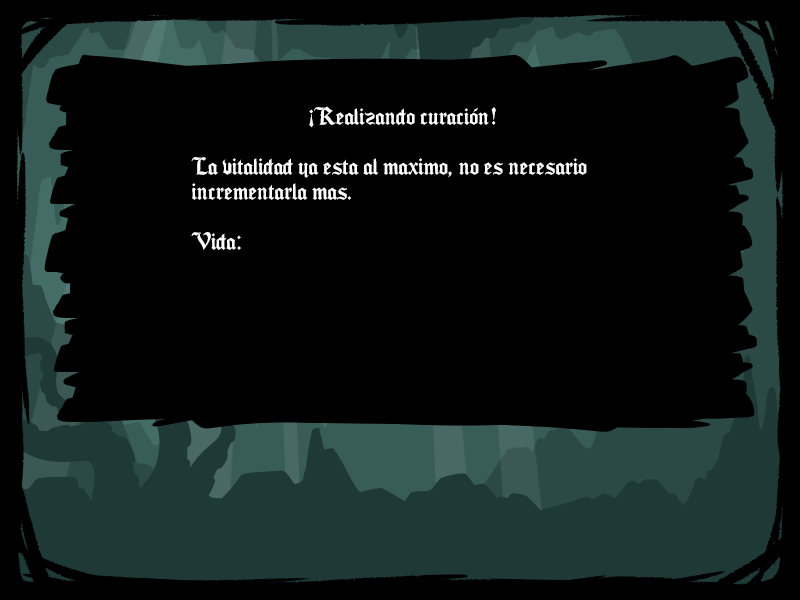 ¡Realizando curación!
La vitalidad ya esta al maximo, no es necesario
incrementarla mas.
Vida: